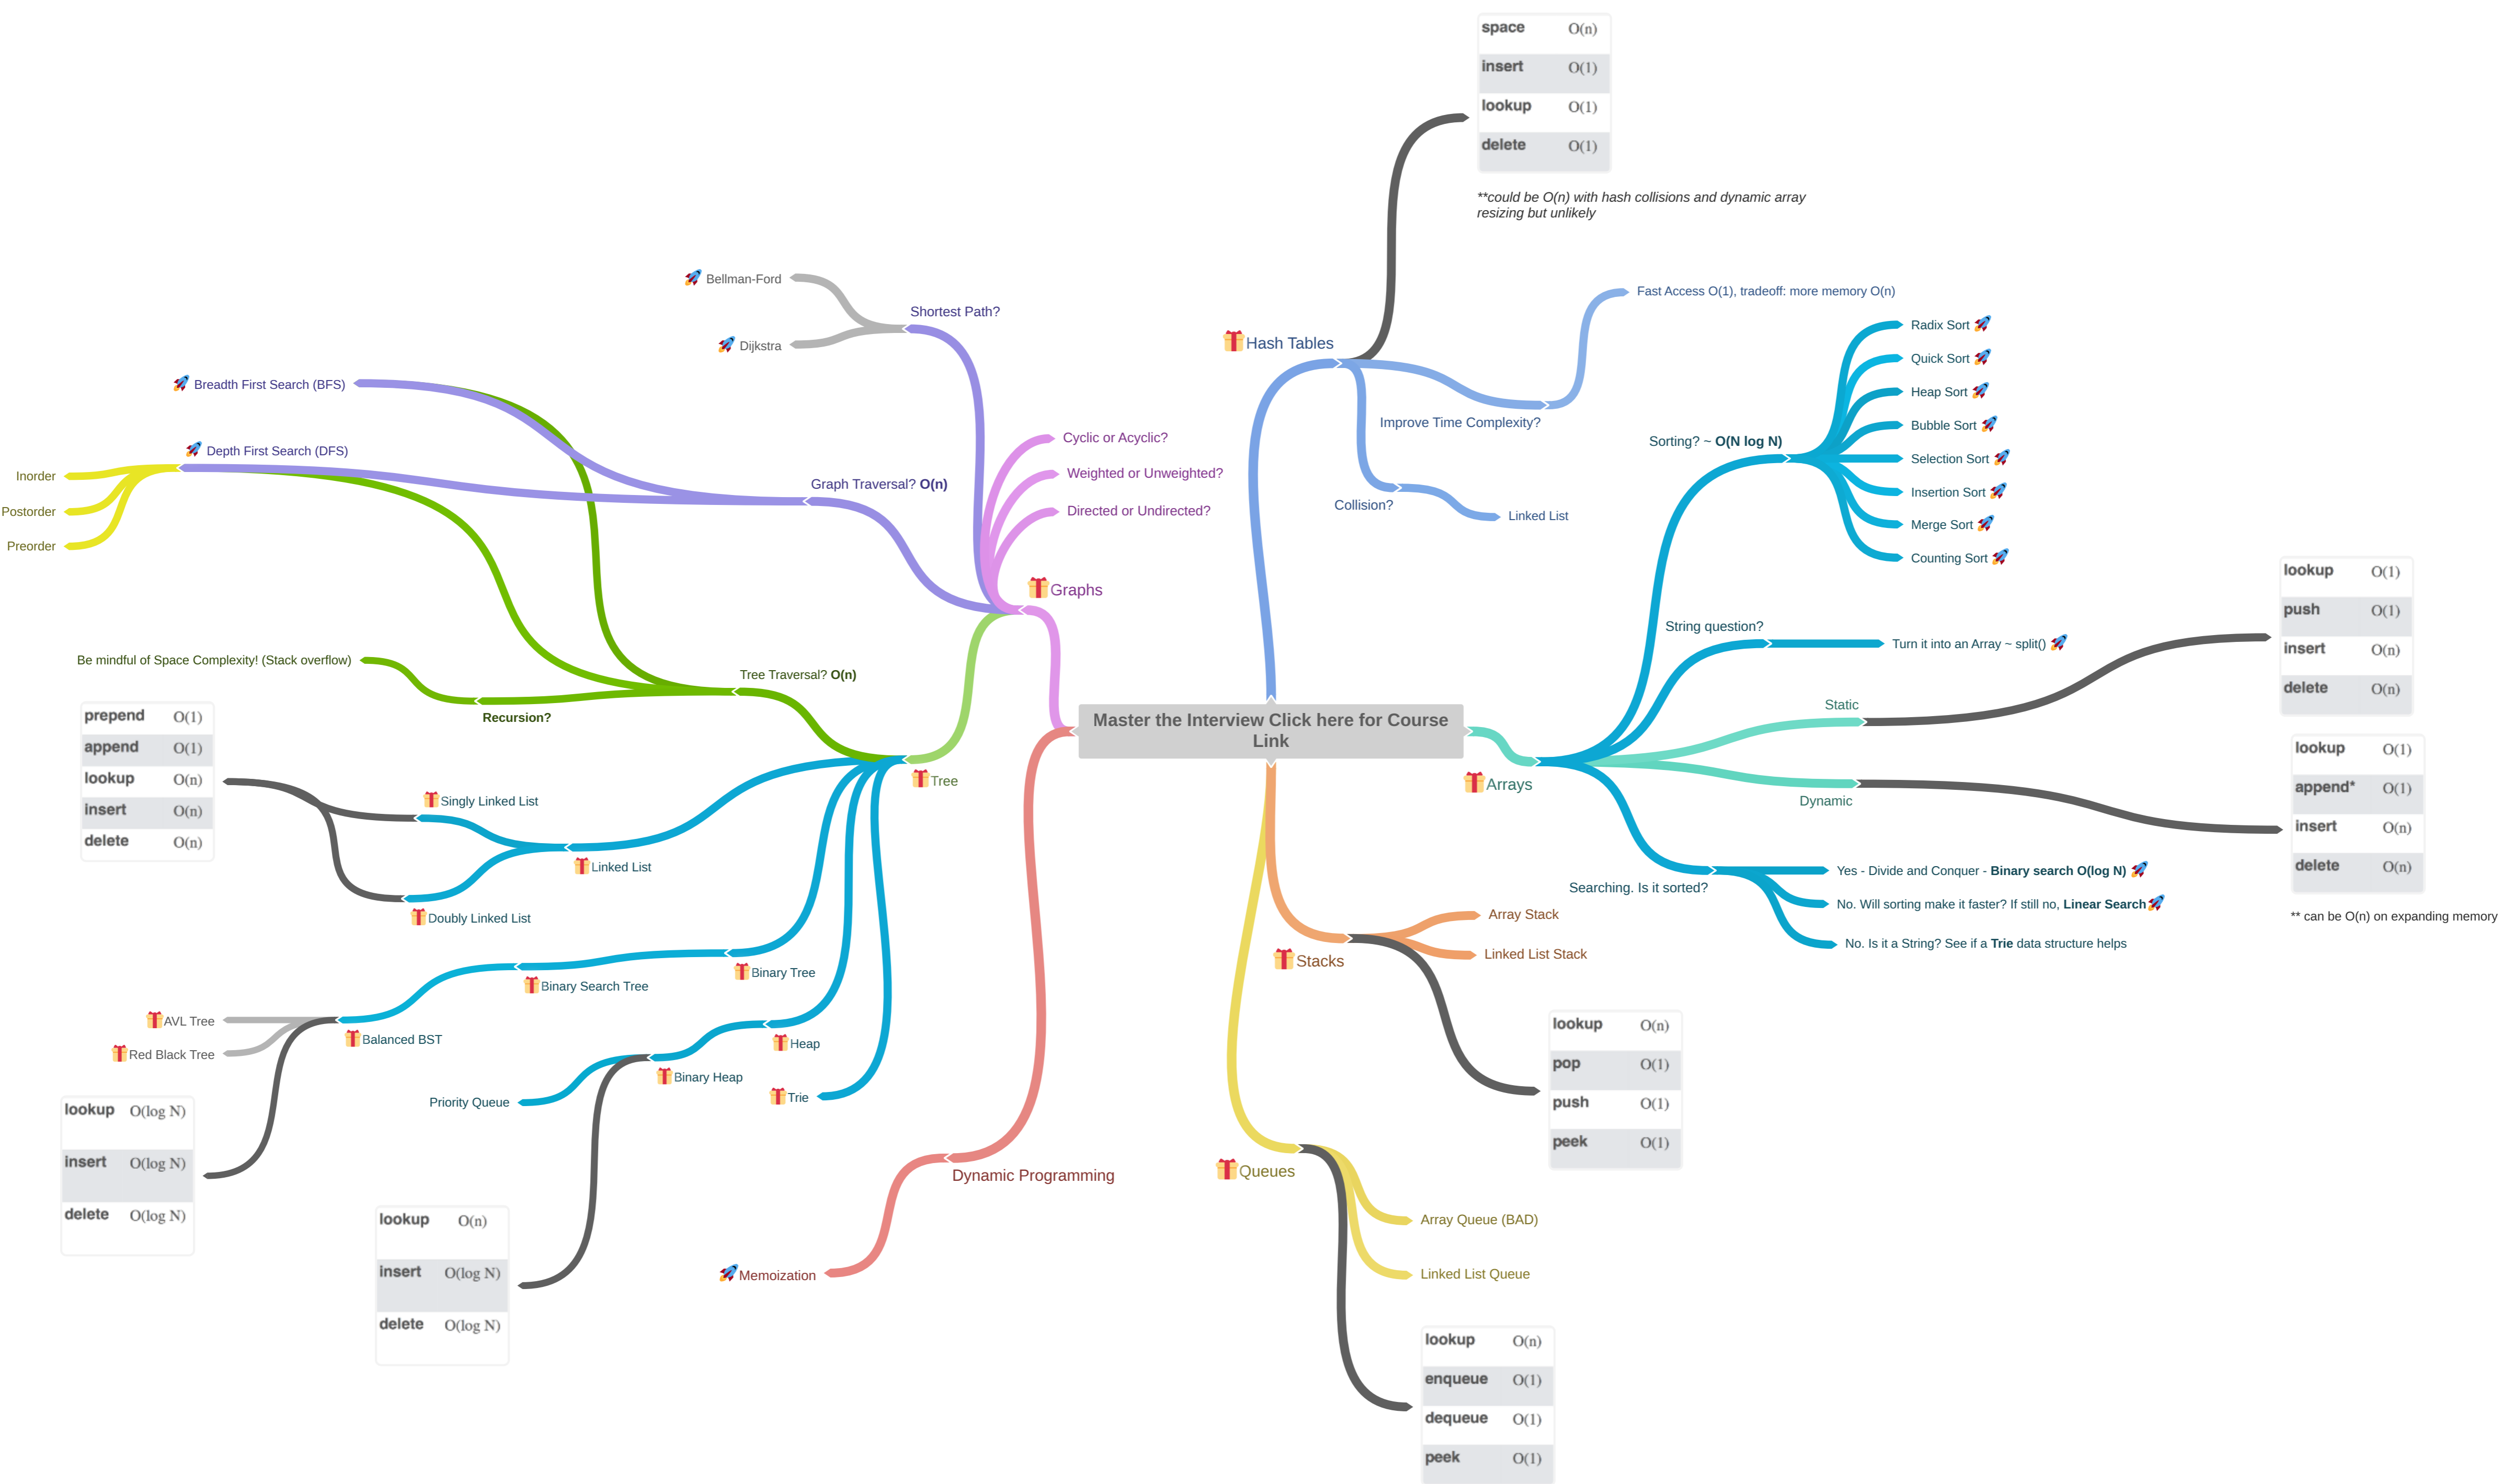 Master the Interview Click here for Course
Link
Hash Tables
space O(n)
insert O(1)
lookup O(1)
delete O(1)
**could be O(n) with hash collisions and dynamic array
resizing but unlikely
Improve Time Complexity?
Fast Access O(1), tradeoff: more memory O(n)
Collision?
Linked List
Arrays
Sorting? ~ O(N log N)
Radix Sort
Quick Sort
Heap Sort
Bubble Sort
Selection Sort
Insertion Sort
Merge Sort
Counting Sort
String question?
Turn it into an Array ~ split()
Static
lookup O(1)
push O(1)
insert O(n)
delete O(n)
Dynamic
lookup O(1)
append* O(1)
insert O(n)
delete O(n)
** can be O(n) on expanding memory
Searching. Is it sorted?
Yes - Divide and Conquer - Binary search O(log N)
No. Will sorting make it faster? If still no, Linear Search
No. Is it a String? See if a Trie data structure helps
Stacks
Array Stack
Linked List Stack
lookup O(n)
pop O(1)
push O(1)
peek O(1)
Queues
Array Queue (BAD)
Linked List Queue
lookup O(n)
enqueue O(1)
dequeue O(1)
peek O(1)
Graphs
Shortest Path?
Bellman-Ford
Dijkstra
Cyclic or Acyclic?
Weighted or Unweighted?
Directed or Undirected?
Graph Traversal? O(n)
Breadth First Search (BFS)
Depth First Search (DFS)
Inorder
Postorder
Preorder
Tree
Tree Traversal? O(n)
Recursion?
Be mindful of Space Complexity! (Stack overflow)
Linked List
Singly Linked List
Doubly Linked List
prepend O(1)
append O(1)
lookup O(n)
insert O(n)
delete O(n)
Binary Tree
Binary Search Tree
Balanced BST
AVL Tree
Red Black Tree
lookup O(log N)
insert O(log N)
delete O(log N)
Heap
Binary Heap
Priority Queue
lookup O(n)
insert O(log N)
delete O(log N)
Trie
Dynamic Programming
Memoization